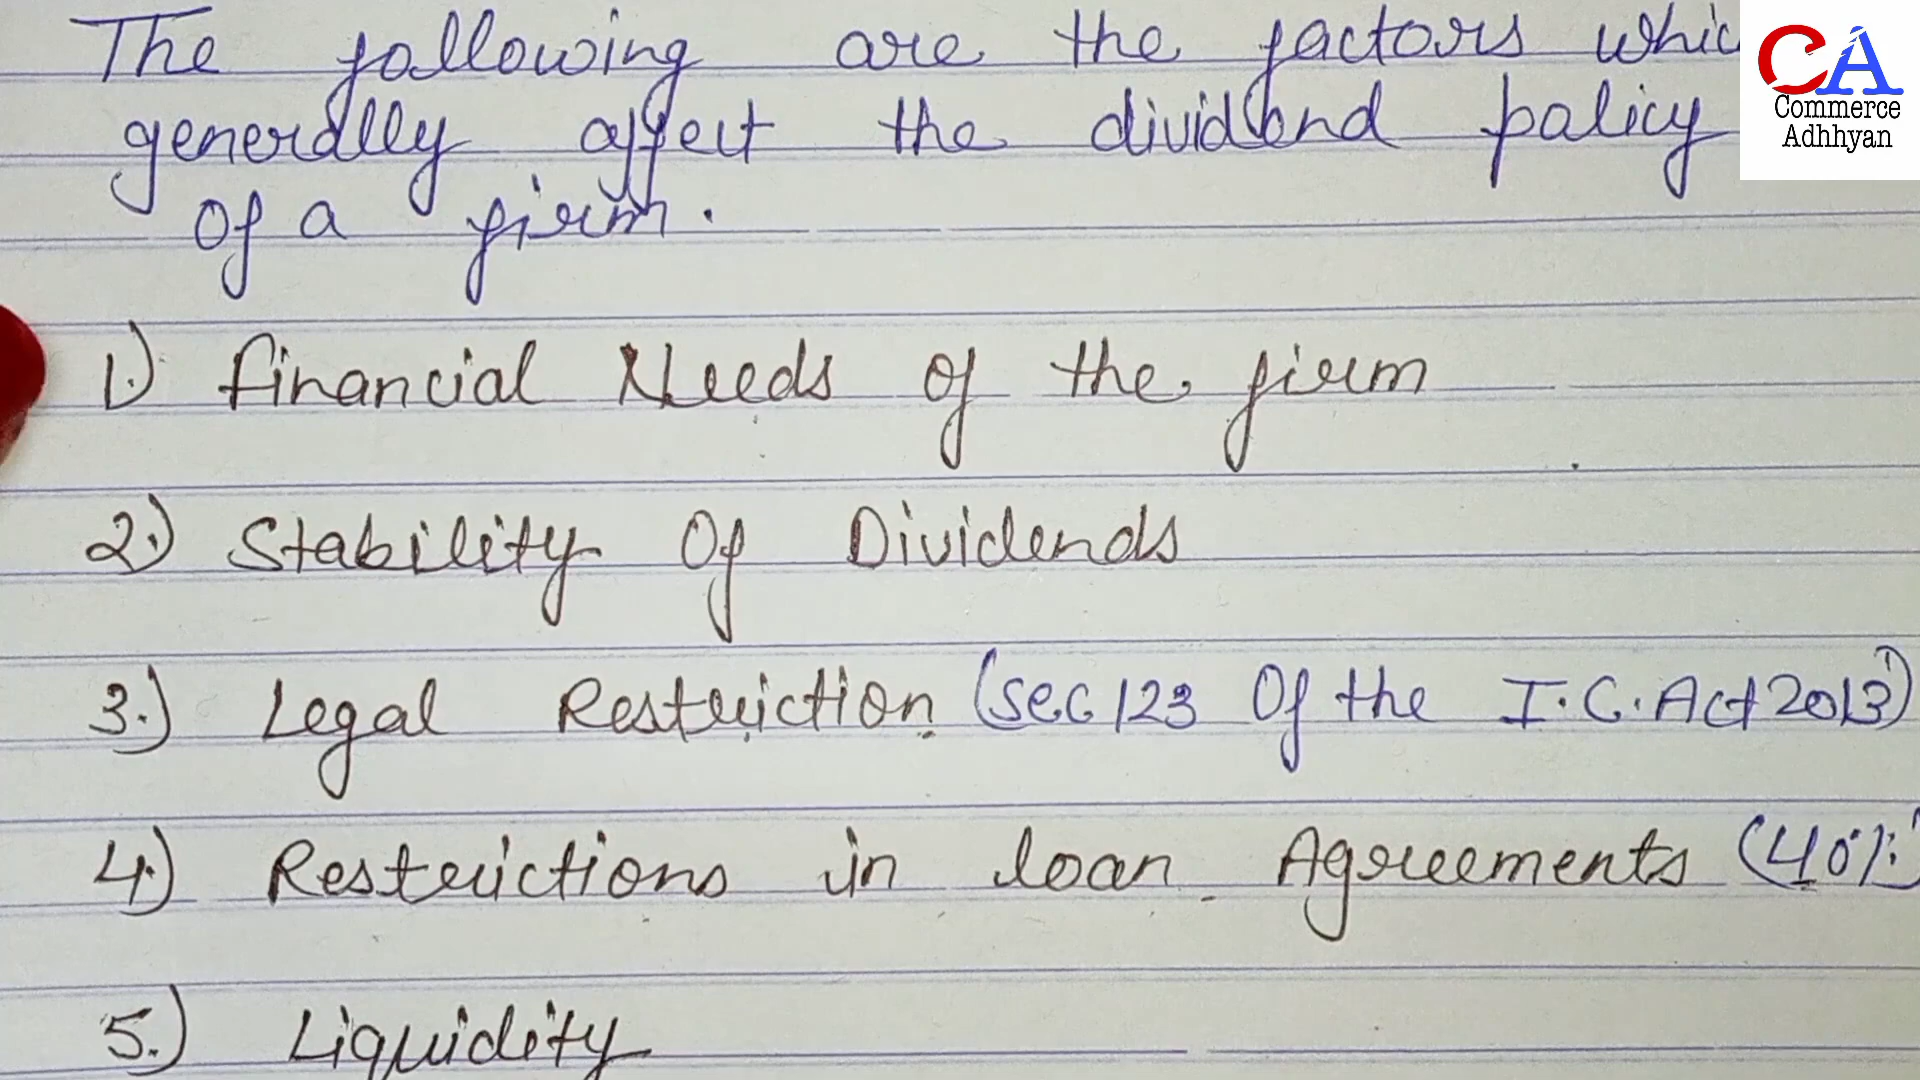 The following are the factors whic
generally affect the dividend policy
of a firm.
1.) Financial Needs of the firm
2.) Stability Of Dividends
3.) Legal Restriction (Sec 123 Of the I.C. Act 2013)
4.) Restrictions in loan Agreements (40%)
5.) Liquidity
CA
Commerce
Adhhyan